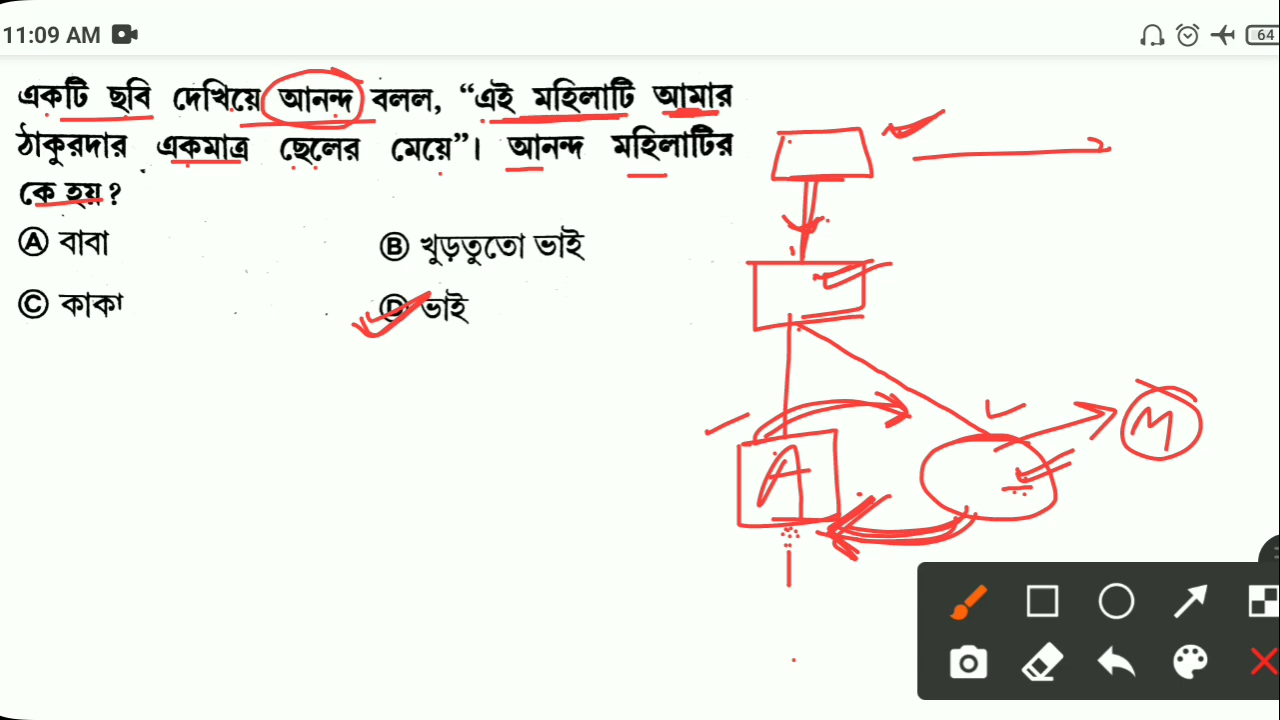 11:09 AM
64
একটি ছবি দেখিয়ে আনন্দ বলল, “এই মহিলাটি আমার
ঠাকুরদার একমাত্র ছেলের মেয়ে”। আনন্দ মহিলাটির
কে হয়?
Ⓐ বাবা
Ⓑ খুড়তুতো ভাই
Ⓒ কাকা
Ⓓ ভাই
A
M